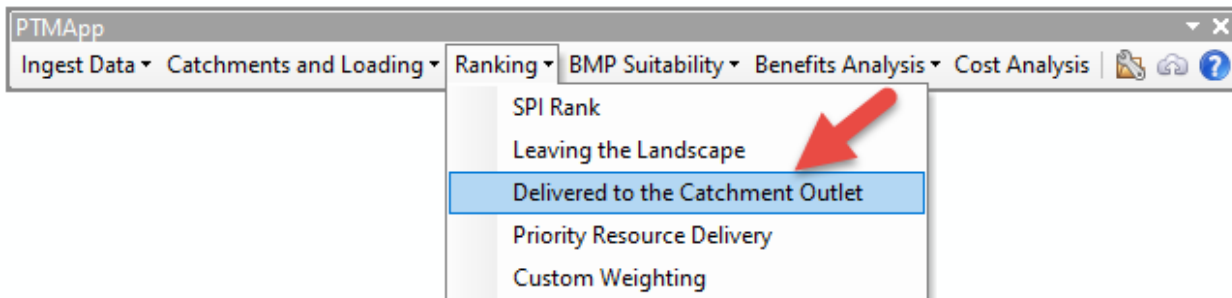 PTMApp
Ingest Data Catchments and Loading Ranking BMP Suitability Benefits Analysis Cost Analysis
SPI Rank
Leaving the Landscape
Delivered to the Catchment Outlet
Priority Resource Delivery
Custom Weighting